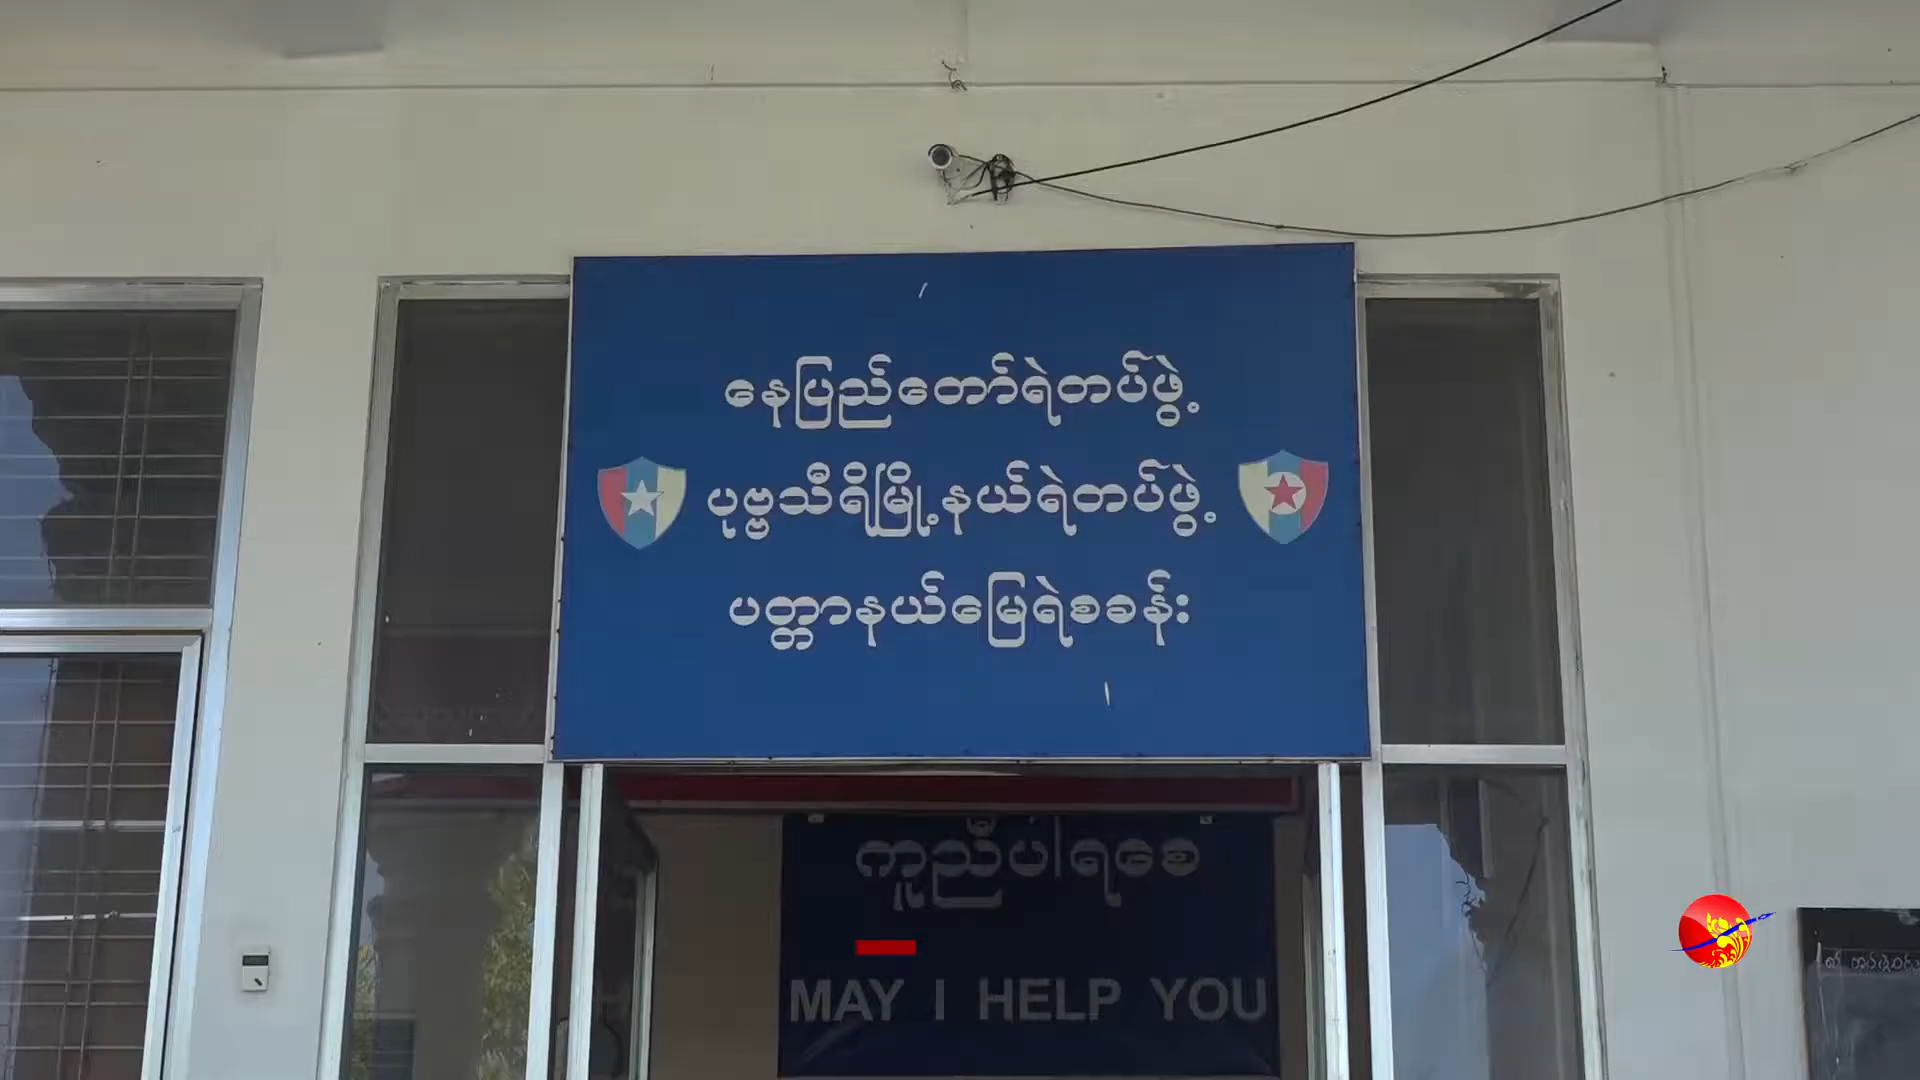 နေပြည်တော်ရဲတပ်ဖွဲ့
ပုဗ္ဗသီရိမြို့နယ်ရဲတပ်ဖွဲ့
ပတ္တာနယ်မြေရဲစခန်း
ကူညီပါရစေ
MAY I HELP YOU